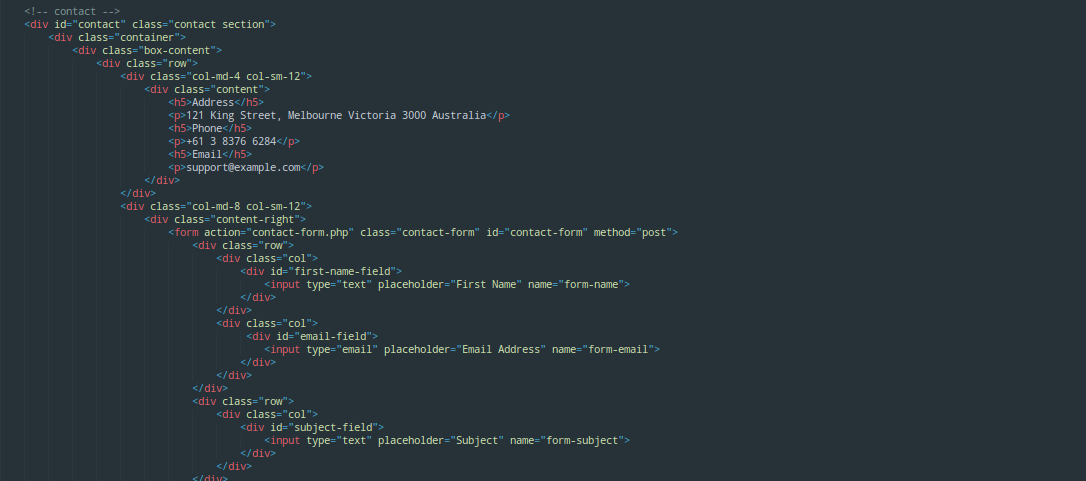 <!-- contact -->
<div id="contact" class="contact section">
<div class="container">
<div class="box-content">
<div class="row">
<div class="col-md-4 col-sm-12">
<div class="content">
<h5>Address</h5>
<p>121 King Street, Melbourne Victoria 3000 Australia</p>
<h5>Phone</h5>
<p>+61 3 8376 6284</p>
<h5>Email</h5>
<p>support@example.com</p>
</div>
</div>
<div class="col-md-8 col-sm-12">
<div class="content-right">
<form action="contact-form.php" class="contact-form" id="contact-form" method="post">
<div class="row">
<div class="col">
<div id="first-name-field">
<input type="text" placeholder="First Name" name="form-name">
</div>
</div>
<div class="col">
<div id="email-field">
<input type="email" placeholder="Email Address" name="form-email">
</div>
</div>
</div>
<div class="row">
<div class="col">
<div id="subject-field">
<input type="text" placeholder="Subject" name="form-subject">
</div>
</div>
</div>